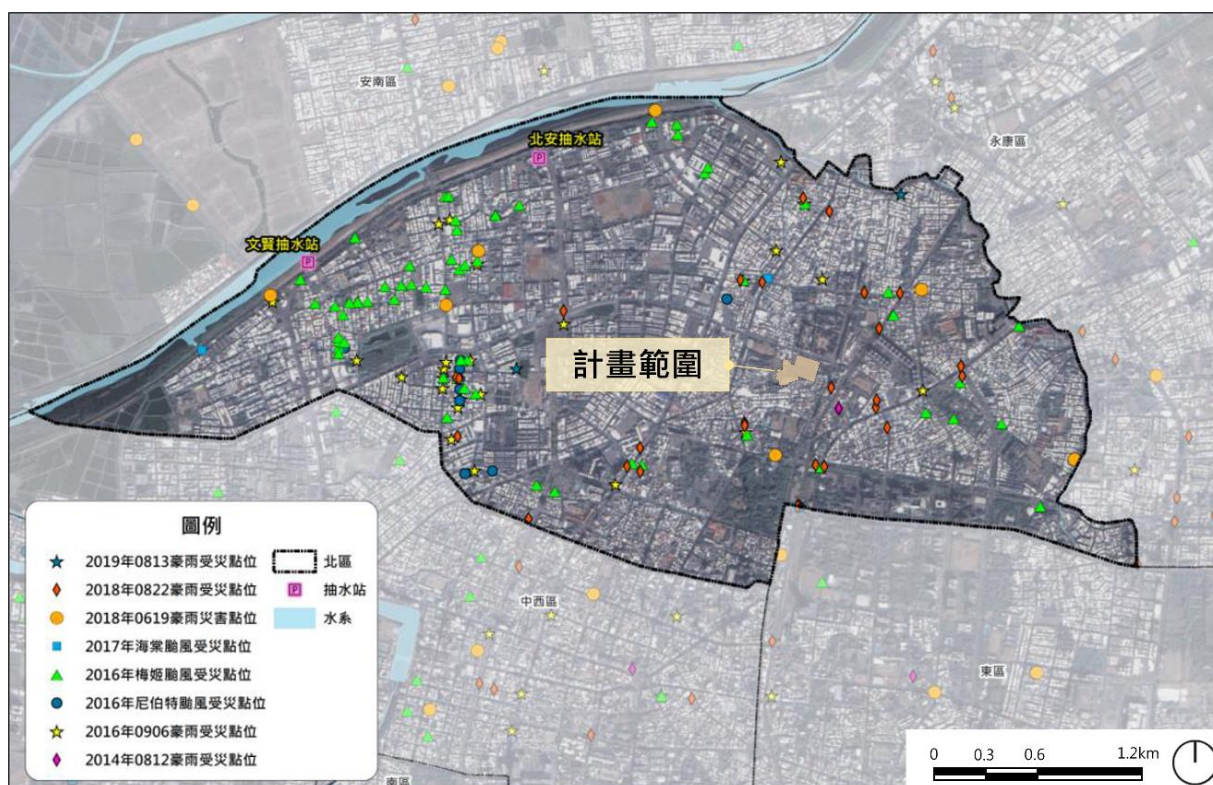 安南區
永康區
北安抽水站
P
文賢抽水站
P
計畫範圍
中西區
東區
南區
圖例
2019年0813豪雨受災點位
北區
2018年0822豪雨受災點位
P
抽水站
2018年0619豪雨災害點位
水系
2017年海棠颱風受災點位
2016年梅姬颱風受災點位
2016年尼伯特颱風受災點位
2016年0906豪雨受災點位
2014年0812豪雨受災點位
0 0.3 0.6 1.2km